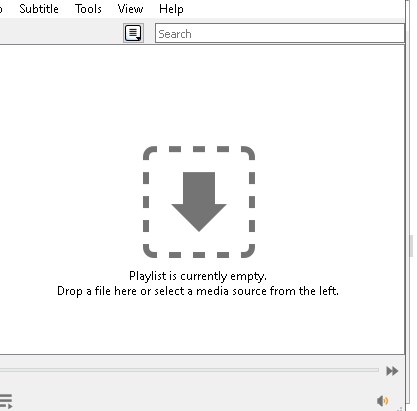 Subtitle Tools View Help
Search
Playlist is currently empty.
Drop a file here or select a media source from the left.